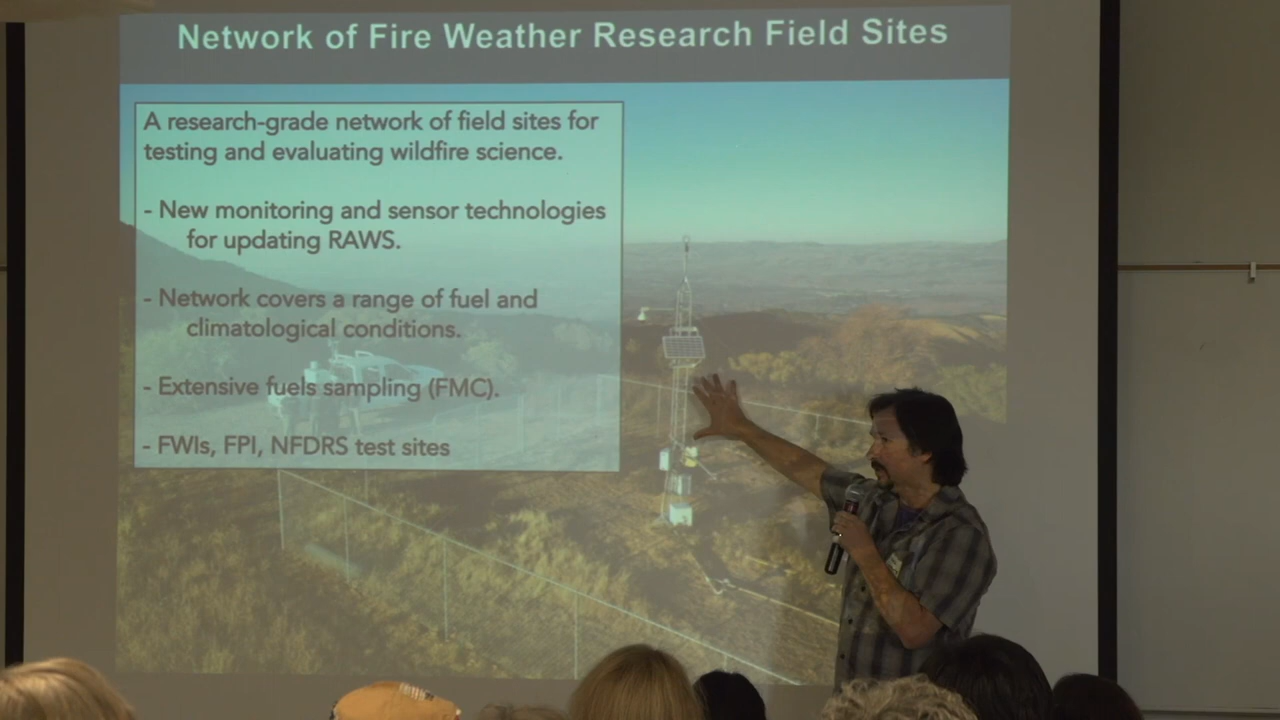 Network of Fire Weather Research Field Sites
A research-grade network of field sites for
testing and evaluating wildfire science.
- New monitoring and sensor technologies
for updating RAWS.
- Network covers a range of fuel and
climatological conditions.
- Extensive fuels sampling (FMC).
- FWIs, FPI, NFDRS test sites